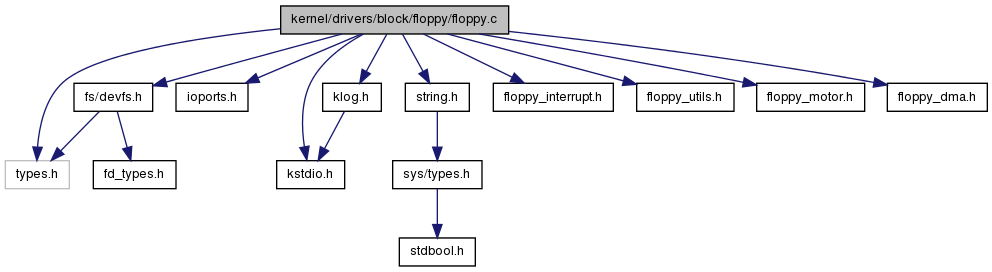 kernel/drivers/block/floppy/floppy.c
fs/devfs.h
ioports.h
klog.h
string.h
floppy_interrupt.h
floppy_utils.h
floppy_motor.h
floppy_dma.h
types.h
fd_types.h
kstdio.h
sys/types.h
stdbool.h